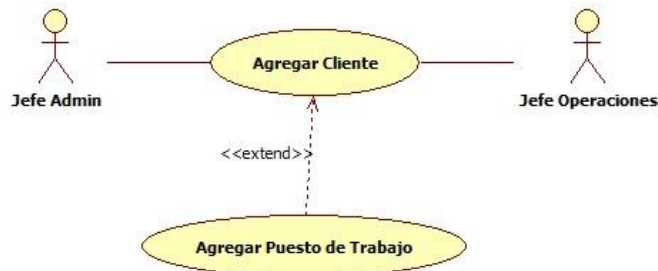 Agregar Cliente
Jefe Admin
Jefe Operaciones
<<extend>>
Agregar Puesto de Trabajo